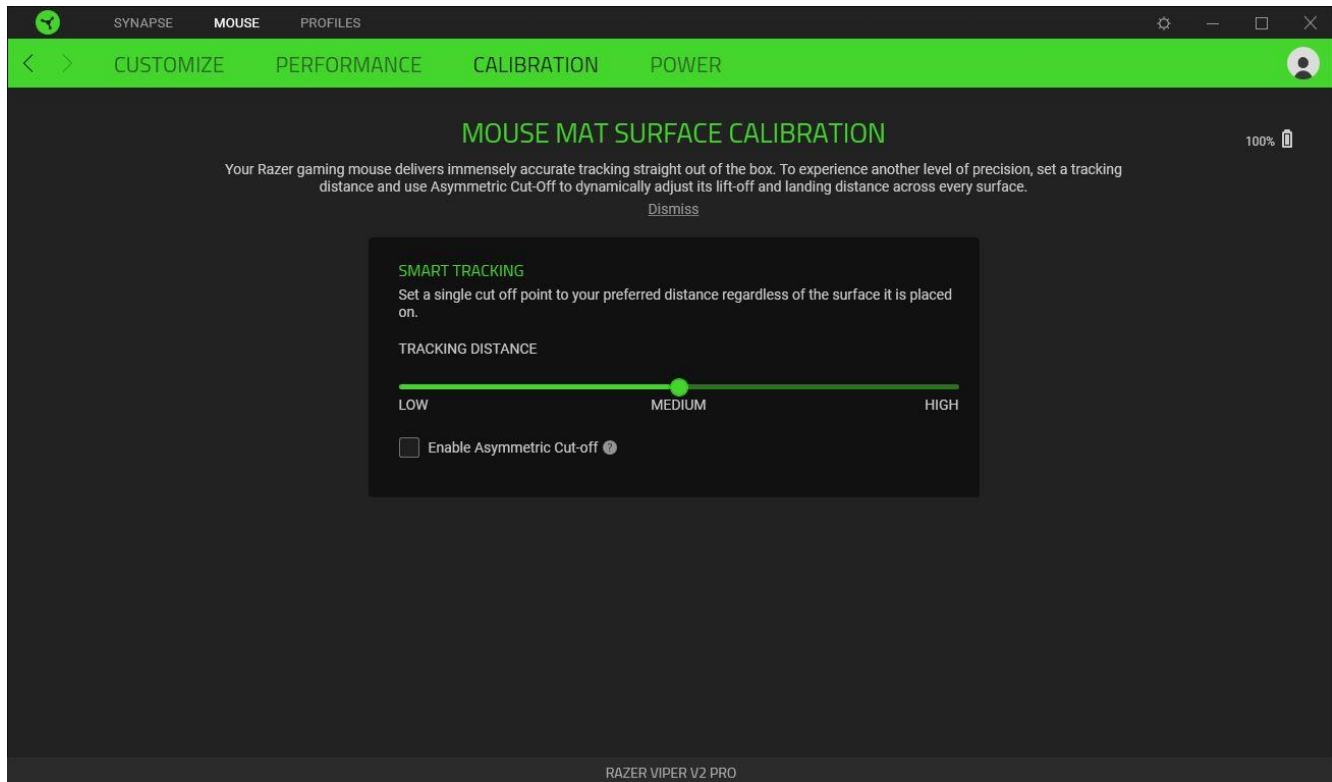 SYNAPSE MOUSE PROFILES
CUSTOMIZE PERFORMANCE CALIBRATION POWER
MOUSE MAT SURFACE CALIBRATION
100%
Your Razer gaming mouse delivers immensely accurate tracking straight out of the box. To experience another level of precision, set a tracking
distance and use Asymmetric Cut-Off to dynamically adjust its lift-off and landing distance across every surface.
Dismiss
SMART TRACKING
Set a single cut off point to your preferred distance regardless of the surface it is placed
on.
TRACKING DISTANCE
LOW MEDIUM HIGH
Enable Asymmetric Cut-off ?
RAZER VIPER V2 PRO